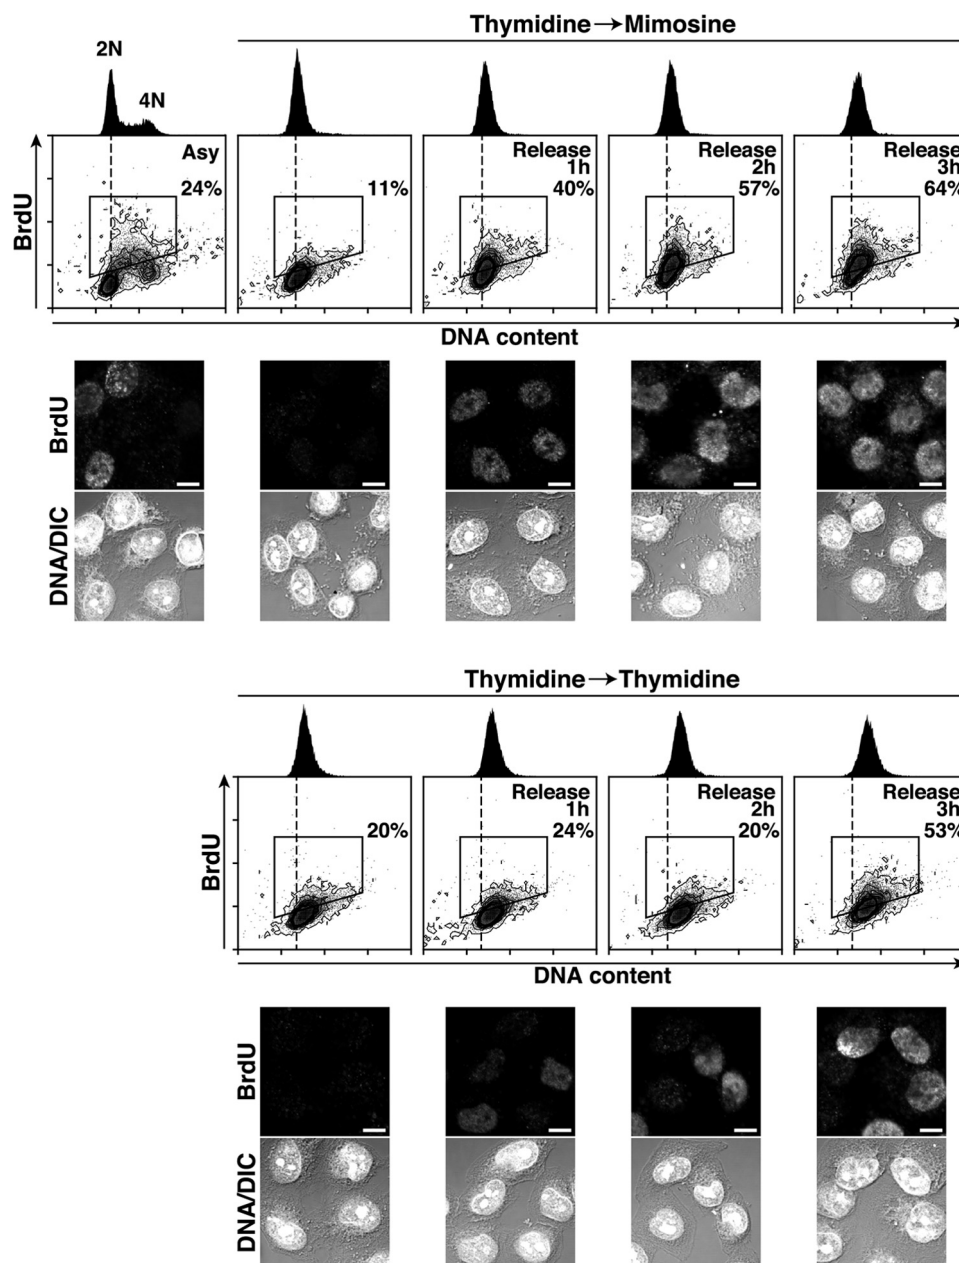 Thymidine→Mimosine
2N
4N
Asy
24%
11%
Release
1h
40%
Release
2h
57%
Release
3h
64%
BrdU
DNA content
BrdU
DNA/DIC
Thymidine→Thymidine
20%
Release
1h
24%
Release
2h
20%
Release
3h
53%
BrdU
DNA content
BrdU
DNA/DIC